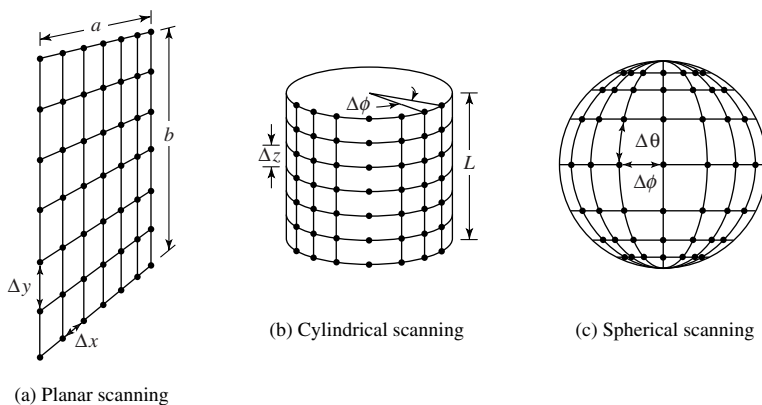 a
b
Δy
Δx
(a) Planar scanning
Δϕ
Δz
L
(b) Cylindrical scanning
Δθ
Δϕ
(c) Spherical scanning